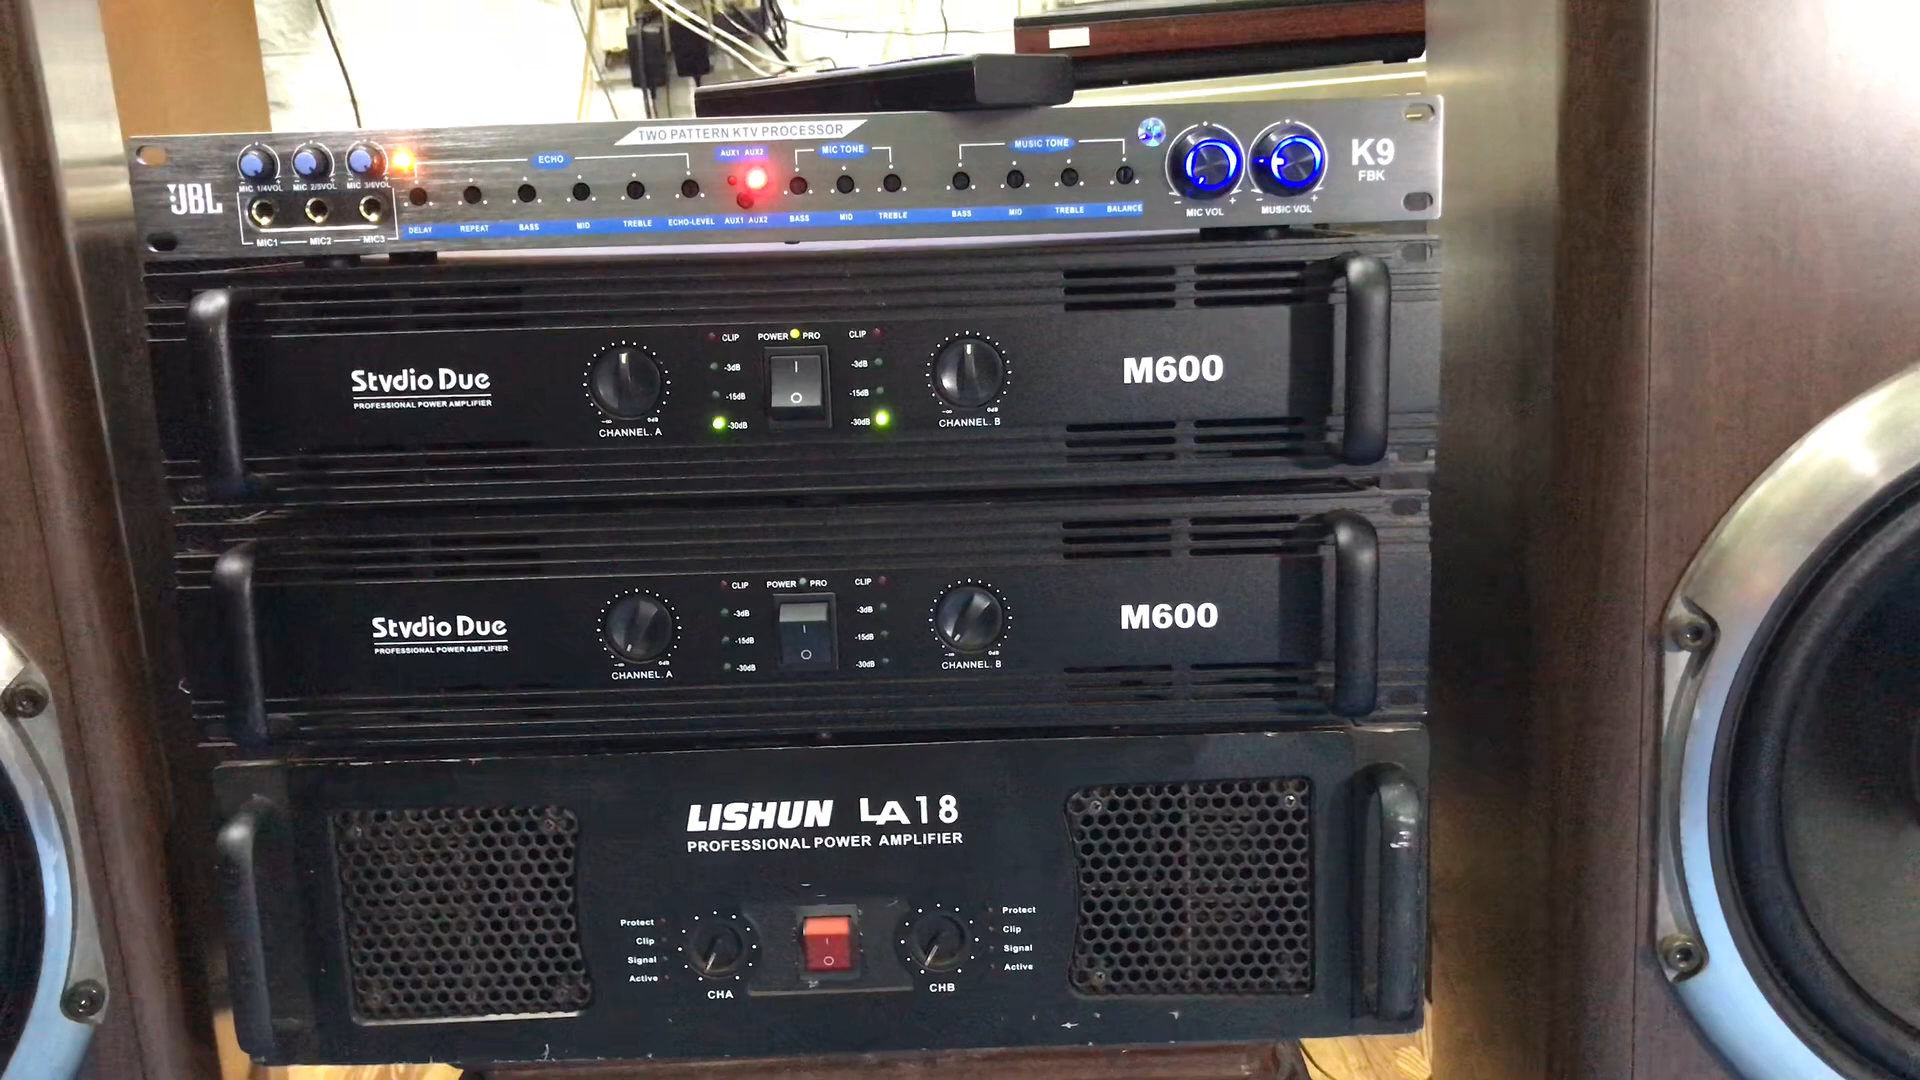 TWO PATTERN KTV PROCESSOR
JBL
MIC 1/4VOL MIC 2/5VOL MIC 3/6VOL
MIC1 MIC2 MIC3
ECHO
DELAY REPEAT BASS MID TREBLE ECHO-LEVEL
AUX1 AUX2
AUX1 AUX2
MIC TONE
BASS MID TREBLE
MUSIC TONE
BASS MID TREBLE BALANCE
- + - +
MIC VOL MUSIC VOL
K9
FBK
Stvdio Due
PROFESSIONAL POWER AMPLIFIER
-∞ 0dB
CHANNEL. A
CLIP
-3dB
-15dB
-30dB
POWER PRO
I
O
CLIP
-3dB
-15dB
-30dB
-∞ 0dB
CHANNEL. B
M600
Stvdio Due
PROFESSIONAL POWER AMPLIFIER
-∞ 0dB
CHANNEL. A
CLIP
-3dB
-15dB
-30dB
POWER PRO
I
O
CLIP
-3dB
-15dB
-30dB
-∞ 0dB
CHANNEL. B
M600
LISHUN LA18
PROFESSIONAL POWER AMPLIFIER
Protect
Clip
Signal
Active
CHA
I
O
CHB
Protect
Clip
Signal
Active